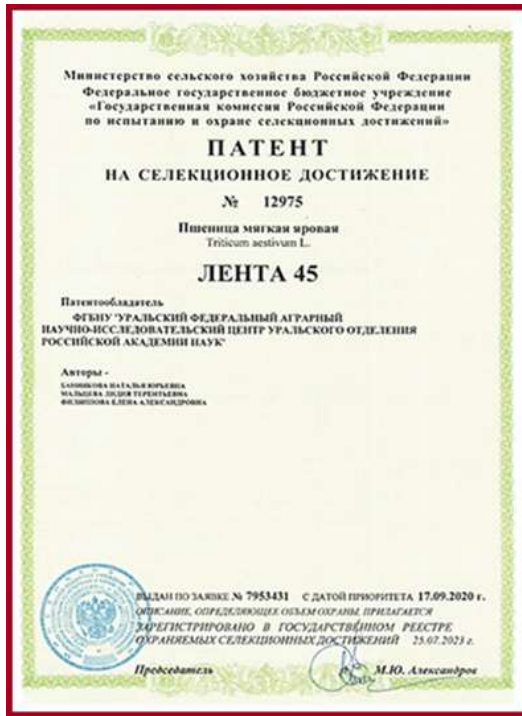 Министерство сельского хозяйства Российской Федерации
Федеральное государственное бюджетное учреждение
«Государственная комиссия Российской Федерации
по испытанию и охране селекционных достижений»
ПАТЕНТ
НА СЕЛЕКЦИОННОЕ ДОСТИЖЕНИЕ
№ 12975
Пшеница мягкая яровая
Triticum aestivum L.
ЛЕНТА 45
Патентообладатель
ФГБНУ 'УРАЛЬСКИЙ ФЕДЕРАЛЬНЫЙ АГРАРНЫЙ
НАУЧНО-ИССЛЕДОВАТЕЛЬСКИЙ ЦЕНТР УРАЛЬСКОГО ОТДЕЛЕНИЯ
РОССИЙСКОЙ АКАДЕМИИ НАУК'
Авторы -
БАННИКОВА НАТАЛЬЯ ЮРЬЕВНА
МАЛЬЦЕВА ЛИДИЯ ТЕРЕНТЬЕВНА
ФИЛИППОВА ЕЛЕНА АЛЕКСАНДРОВНА
ВЫДАН ПО ЗАЯВКЕ № 7953431 С ДАТОЙ ПРИОРИТЕТА 17.09.2020 г.
ОПИСАНИЕ, ОПРЕДЕЛЯЮЩЕЕ ОБЪЕМ ОХРАНЫ, ПРИЛАГАЕТСЯ
ЗАРЕГИСТРИРОВАНО В ГОСУДАРСТВЕННОМ РЕЕСТРЕ
ОХРАНЯЕМЫХ СЕЛЕКЦИОННЫХ ДОСТИЖЕНИЙ 25.07.2023 г.
Председатель М.Ю. Александров